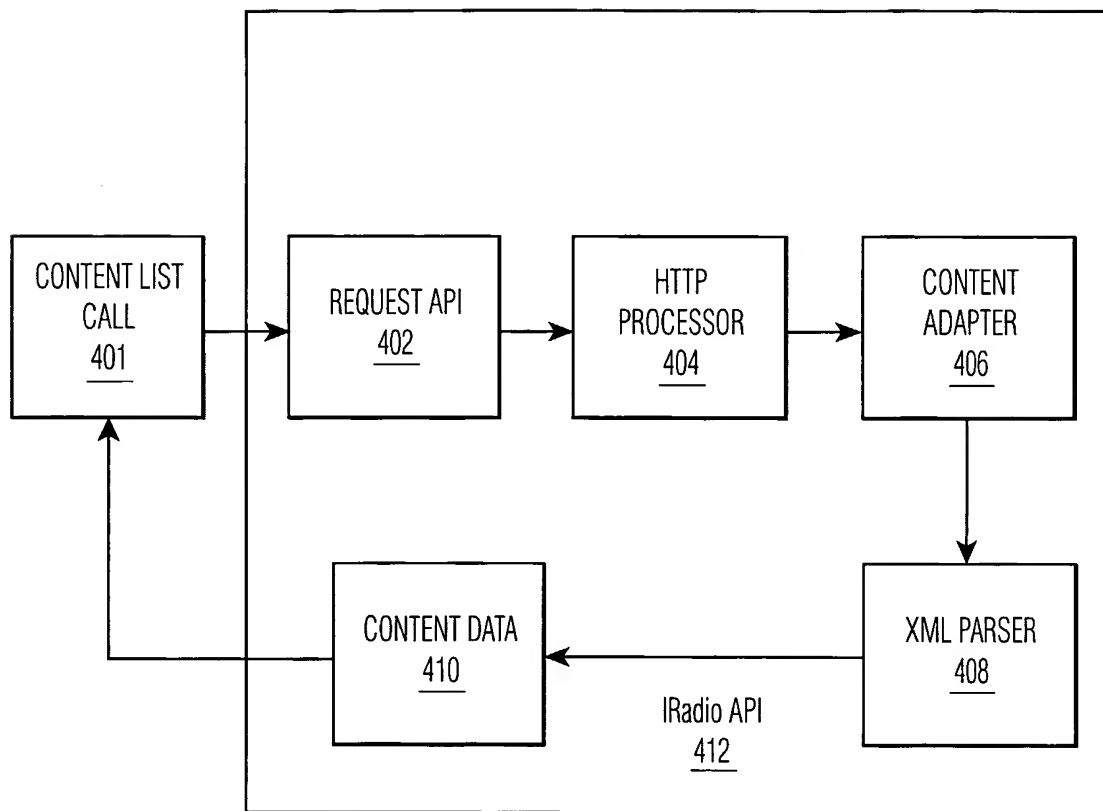 CONTENT LIST
CALL
401
REQUEST API
402
HTTP
PROCESSOR
404
CONTENT
ADAPTER
406
CONTENT DATA
410
XML PARSER
408
IRadio API
412